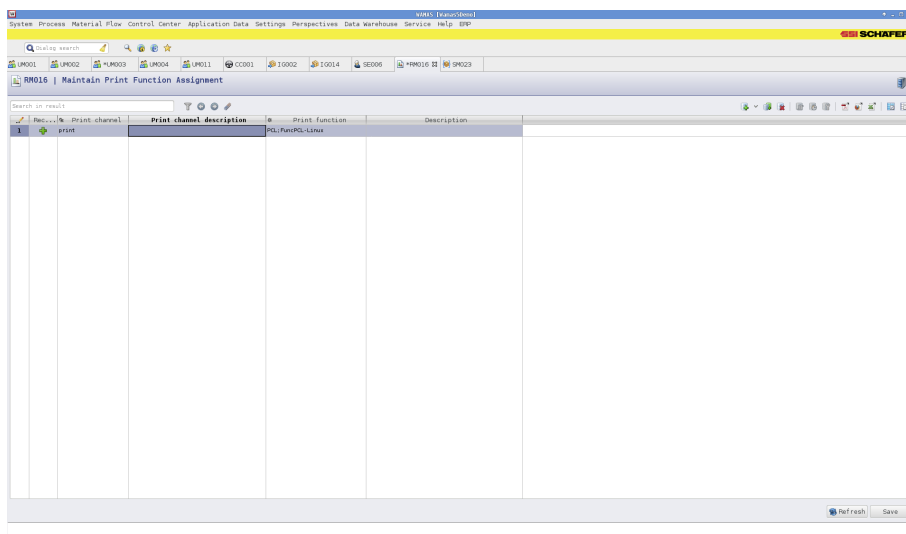 WAMAS [Wamas5Demo]
System Process Material Flow Control Center Application Data Settings Perspectives Data Warehouse Service Help EMP
SSI SCHÄFER
Dialog search
UM001 UM002 *UM003 UM004 UM011 CC001 IG002 IG014 SE006 *RM016 SM023
RM016 | Maintain Print Function Assignment
Search in result
Rec... Print channel Print channel description Print function Description
1 print PCL;FuncPCL-Linux
Refresh Save